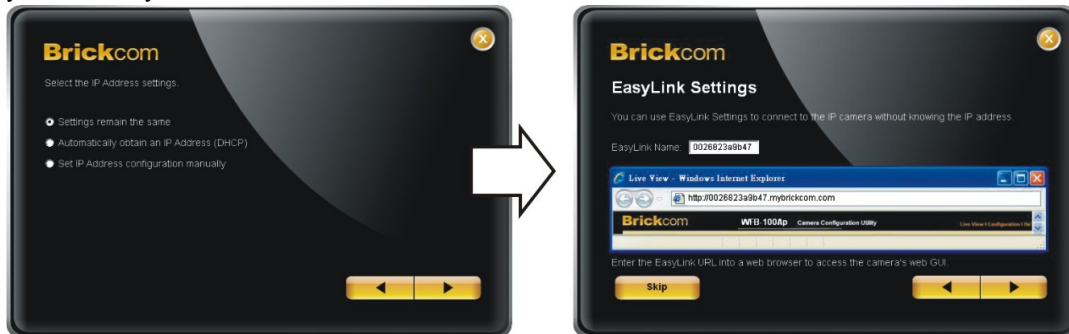 Brickcom
Select the IP Address settings.
Settings remain the same
Automatically obtain an IP Address (DHCP)
Set IP Address configuration manually
Brickcom
EasyLink Settings
You can use EasyLink Settings to connect to the IP camera without knowing the IP address.
EasyLink Name: 0026823a9b47
Live View - Windows Internet Explorer
http://0026823a9b47.mybrickcom.com
Brickcom WFB-100Ap Camera Configuration Utility Live View I Configuration I
Enter the EasyLink URL into a web browser to access the camera's web GUI.
Skip